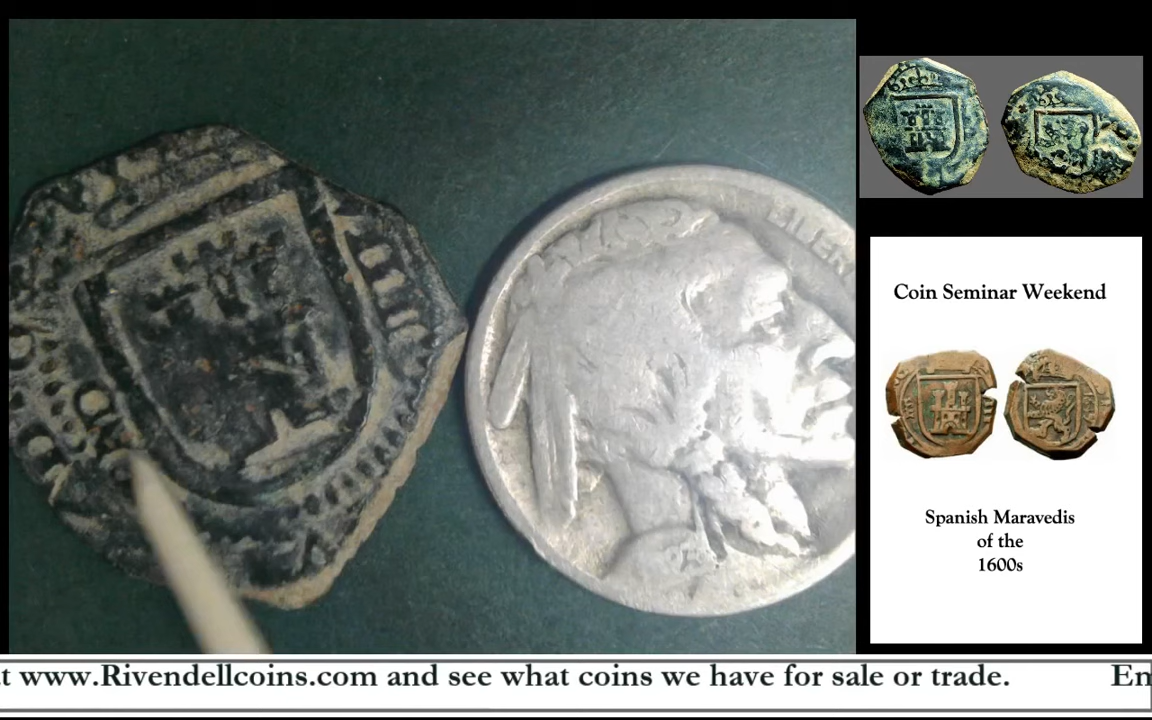 LIBERT
Coin Seminar Weekend
Spanish Maravedis
of the
1600s
t www.Rivendellcoins.com and see what coins we have for sale or trade. En